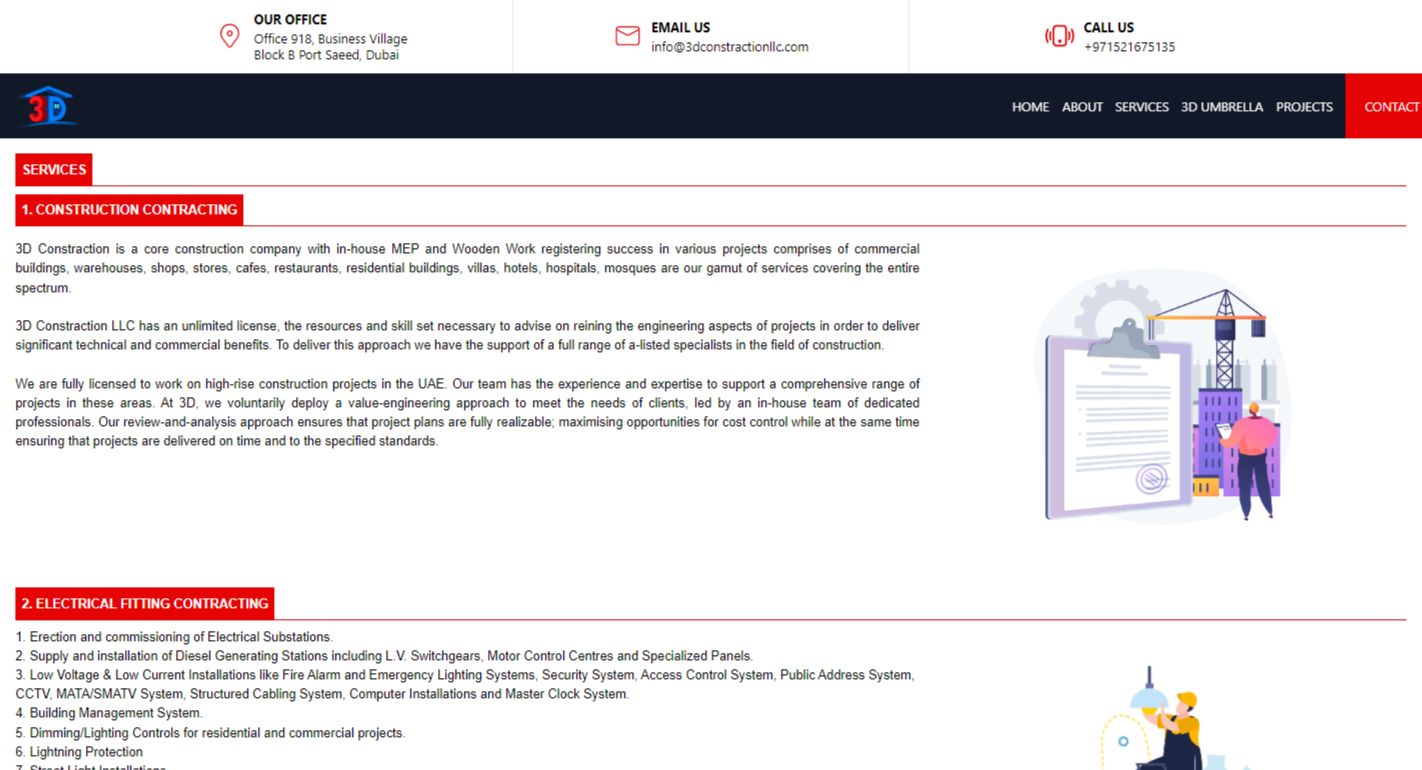 OUR OFFICE
Office 918, Business Village
Block B Port Saeed, Dubai
EMAIL US
info@3dconstractionllc.com
CALL US
+971521675135
3D
HOME ABOUT SERVICES 3D UMBRELLA PROJECTS CONTACT
SERVICES
1. CONSTRUCTION CONTRACTING
3D Constraction is a core construction company with in-house MEP and Wooden Work registering success in various projects comprises of commercial
buildings, warehouses, shops, stores, cafes, restaurants, residential buildings, villas, hotels, hospitals, mosques are our gamut of services covering the entire
spectrum.
3D Constraction LLC has an unlimited license, the resources and skill set necessary to advise on reining the engineering aspects of projects in order to deliver
significant technical and commercial benefits. To deliver this approach we have the support of a full range of a-listed specialists in the field of construction.
We are fully licensed to work on high-rise construction projects in the UAE. Our team has the experience and expertise to support a comprehensive range of
projects in these areas. At 3D, we voluntarily deploy a value-engineering approach to meet the needs of clients, led by an in-house team of dedicated
professionals. Our review-and-analysis approach ensures that project plans are fully realizable; maximising opportunities for cost control while at the same time
ensuring that projects are delivered on time and to the specified standards.
2. ELECTRICAL FITTING CONTRACTING
1. Erection and commissioning of Electrical Substations.
2. Supply and installation of Diesel Generating Stations including L.V. Switchgears, Motor Control Centres and Specialized Panels.
3. Low Voltage & Low Current Installations like Fire Alarm and Emergency Lighting Systems, Security System, Access Control System, Public Address System,
CCTV, MATA/SMATV System, Structured Cabling System, Computer Installations and Master Clock System.
4. Building Management System.
5. Dimming/Lighting Controls for residential and commercial projects.
6. Lightning Protection
7. Street Light Installations